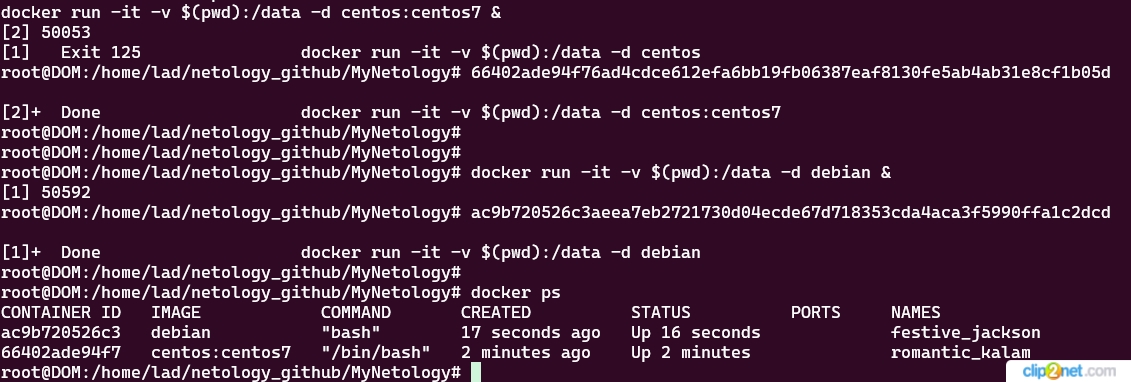 docker run -it -v $(pwd):/data -d centos:centos7 &
[2] 50053
[1]   Exit 125                docker run -it -v $(pwd):/data -d centos
root@DOM:/home/lad/netology_github/MyNetology# 66402ade94f76ad4cdce612efa6bb19fb06387eaf8130fe5ab4ab31e8cf1b05d
[2]+  Done                    docker run -it -v $(pwd):/data -d centos:centos7
root@DOM:/home/lad/netology_github/MyNetology#
root@DOM:/home/lad/netology_github/MyNetology#
root@DOM:/home/lad/netology_github/MyNetology# docker run -it -v $(pwd):/data -d debian &
[1] 50592
root@DOM:/home/lad/netology_github/MyNetology# ac9b720526c3aeea7eb2721730d04ecde67d718353cda4aca3f5990ffa1c2dcd
[1]+  Done                    docker run -it -v $(pwd):/data -d debian
root@DOM:/home/lad/netology_github/MyNetology#
root@DOM:/home/lad/netology_github/MyNetology# docker ps
CONTAINER ID   IMAGE            COMMAND       CREATED          STATUS          PORTS     NAMES
ac9b720526c3   debian           "bash"        17 seconds ago   Up 16 seconds             festive_jackson
66402ade94f7   centos:centos7   "/bin/bash"   2 minutes ago    Up 2 minutes              romantic_kalam
root@DOM:/home/lad/netology_github/MyNetology#
clip2net.com